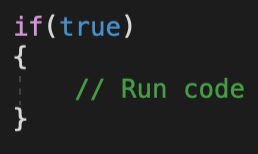 if(true)
{
    // Run code
}